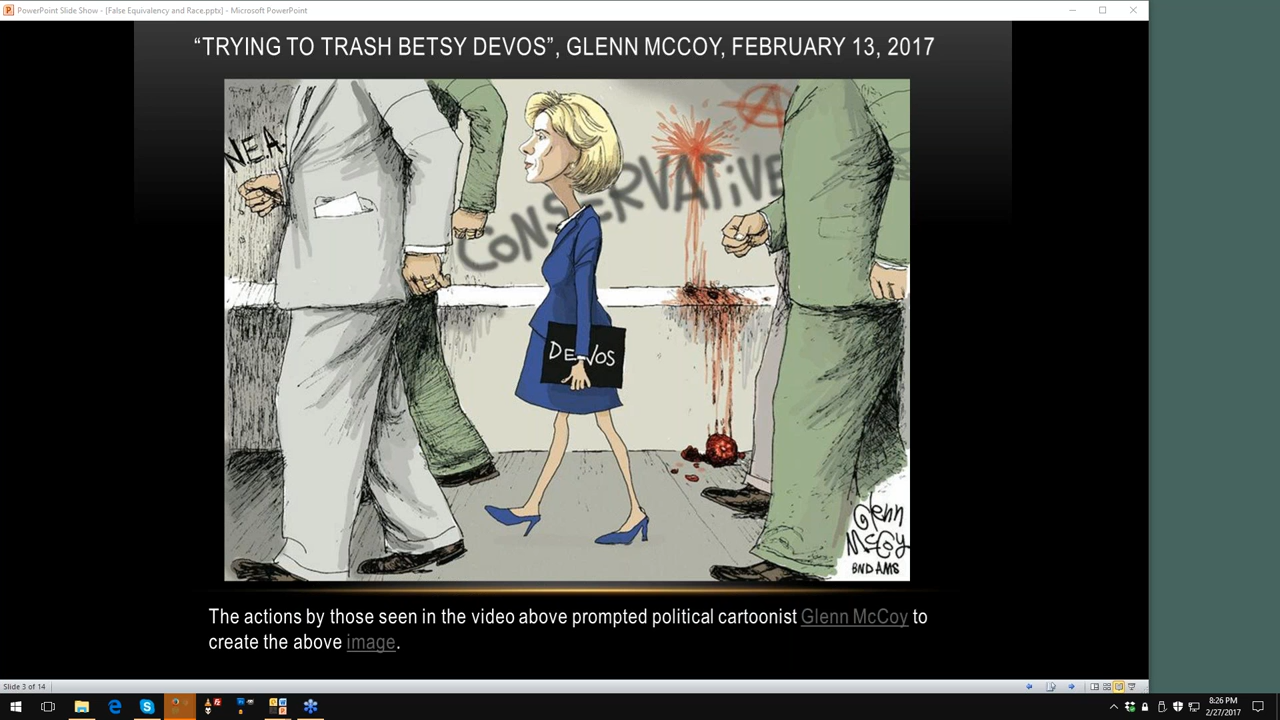 PowerPoint Slide Show - [False Equivalency and Race.pptx] - Microsoft PowerPoint
“TRYING TO TRASH BETSY DEVOS”, GLENN MCCOY, FEBRUARY 13, 2017
N.E.A.
CONSERVATiVE
DEVOS
Glenn
McCoy
BND AMS
The actions by those seen in the video above prompted political cartoonist Glenn McCoy to
create the above image.
Slide 3 of 14
8:26 PM
2/27/2017